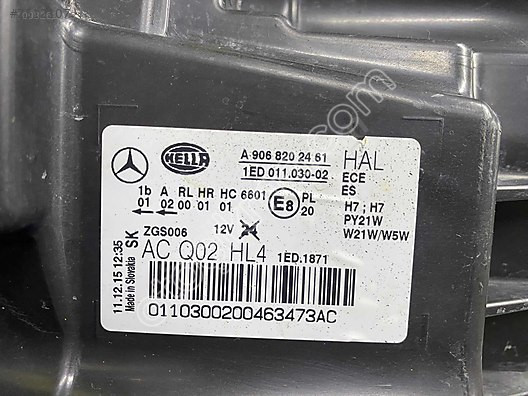 HELLA
A 906 820 24 61
1ED 011.030-02
HAL
ECE
ES
1b A RL HR HC 6601
01 02 00 01 01
E8
PL
20
H7 ; H7
PY21W
W21W/W5W
ZGS006 12V 24
SK
AC Q02 HL4 1ED.1871
11.12.15 12:35
Made in Slovakia
0110300200463473AC